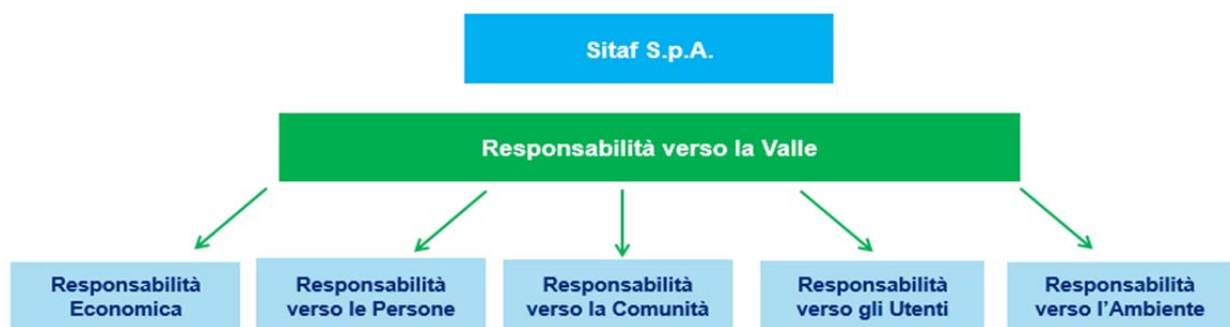 Sitaf S.p.A.
Responsabilità verso la Valle
Responsabilità
Economica
Responsabilità
verso le Persone
Responsabilità
verso la Comunità
Responsabilità
verso gli Utenti
Responsabilità
verso l'Ambiente